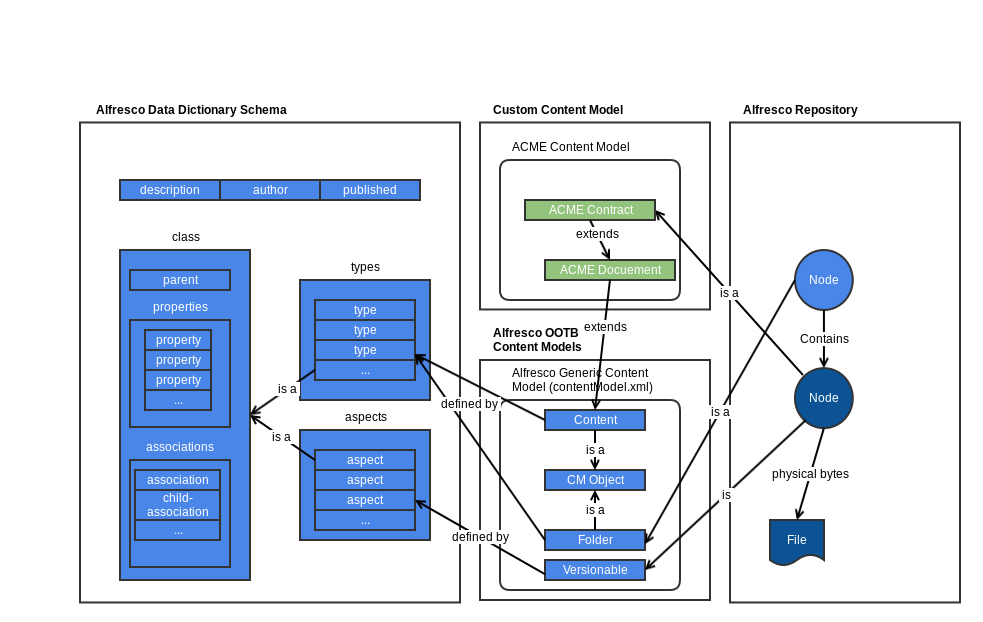 Alfresco Data Dictionary Schema
description
author
published
class
parent
properties
property
property
property
...
associations
association
child-
association
...
types
type
type
type
...
is a
aspects
is a
aspect
aspect
aspect
...
defined by
defined by
Custom Content Model
ACME Content Model
ACME Contract
extends
ACME Docuement
extends
Alfresco OOTB
Content Models
Alfresco Generic Content
Model (contentModel.xml)
Content
is a
CM Object
is a
Folder
Versionable
Alfresco Repository
Node
is a
Contains
Node
is a
physical bytes
is
File